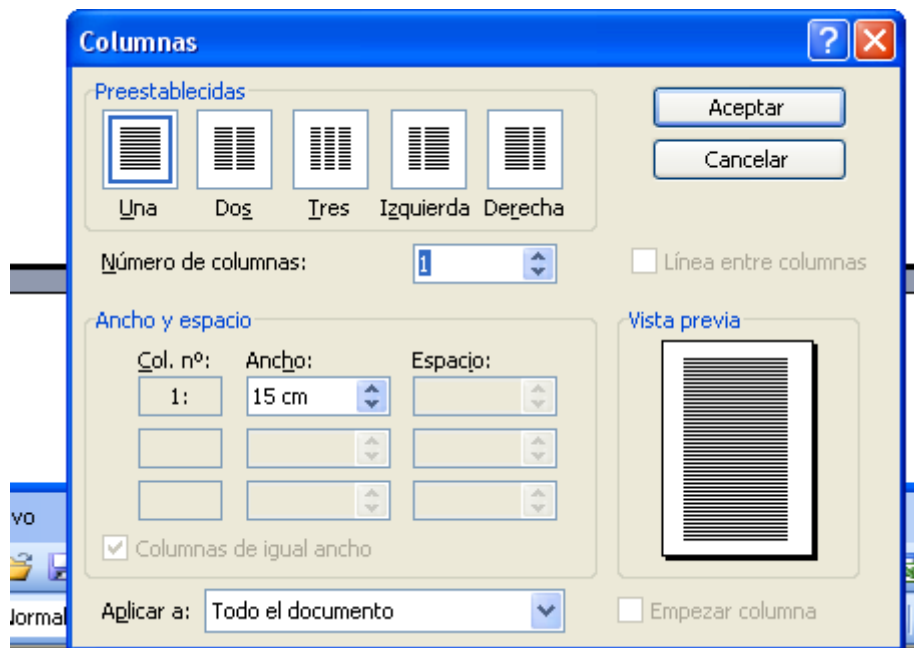 Columnas
Preestablecidas
Una Dos Tres Izquierda Derecha
Aceptar
Cancelar
Número de columnas: 1
Línea entre columnas
Ancho y espacio
Col. nº: Ancho: Espacio:
1: 15 cm
Columnas de igual ancho
Vista previa
Aplicar a: Todo el documento
Empezar columna
vo
Normal